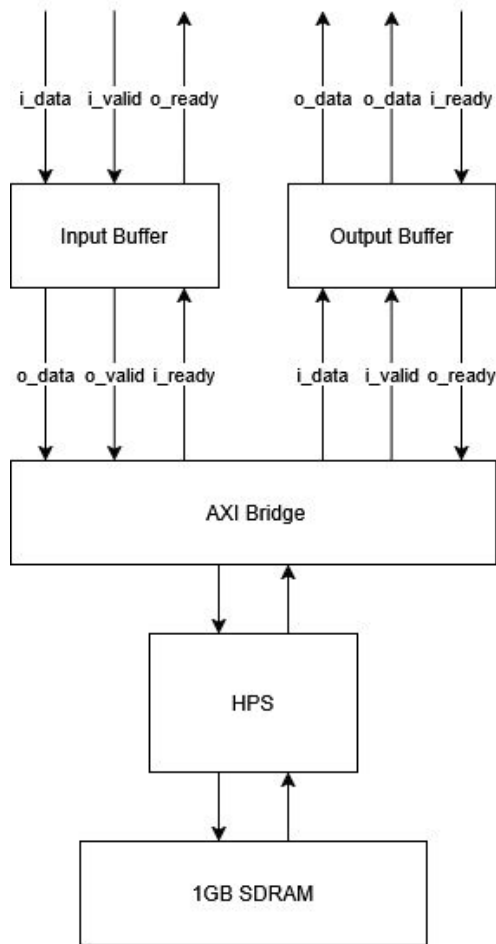 i_data i_valid o_ready o_data o_data i_ready
Input Buffer Output Buffer
o_data o_valid i_ready i_data i_valid o_ready
AXI Bridge
HPS
1GB SDRAM